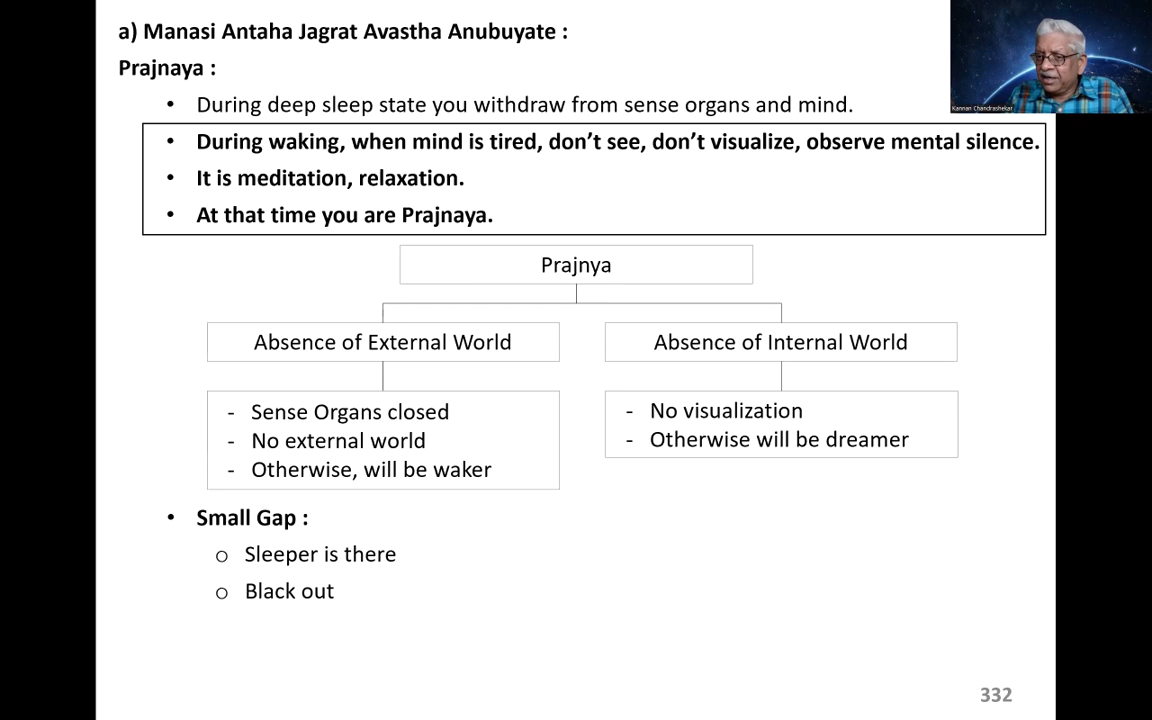 a) Manasi Antaha Jagrat Avastha Anubuyate :
Prajnaya :
• During deep sleep state you withdraw from sense organs and mind.
• During waking, when mind is tired, don’t see, don’t visualize, observe mental silence.
• It is meditation, relaxation.
• At that time you are Prajnaya.
Prajnya
Absence of External World
Absence of Internal World
- Sense Organs closed
- No external world
- Otherwise, will be waker
- No visualization
- Otherwise will be dreamer
• Small Gap :
o Sleeper is there
o Black out
332
Kannan Chandrashekar